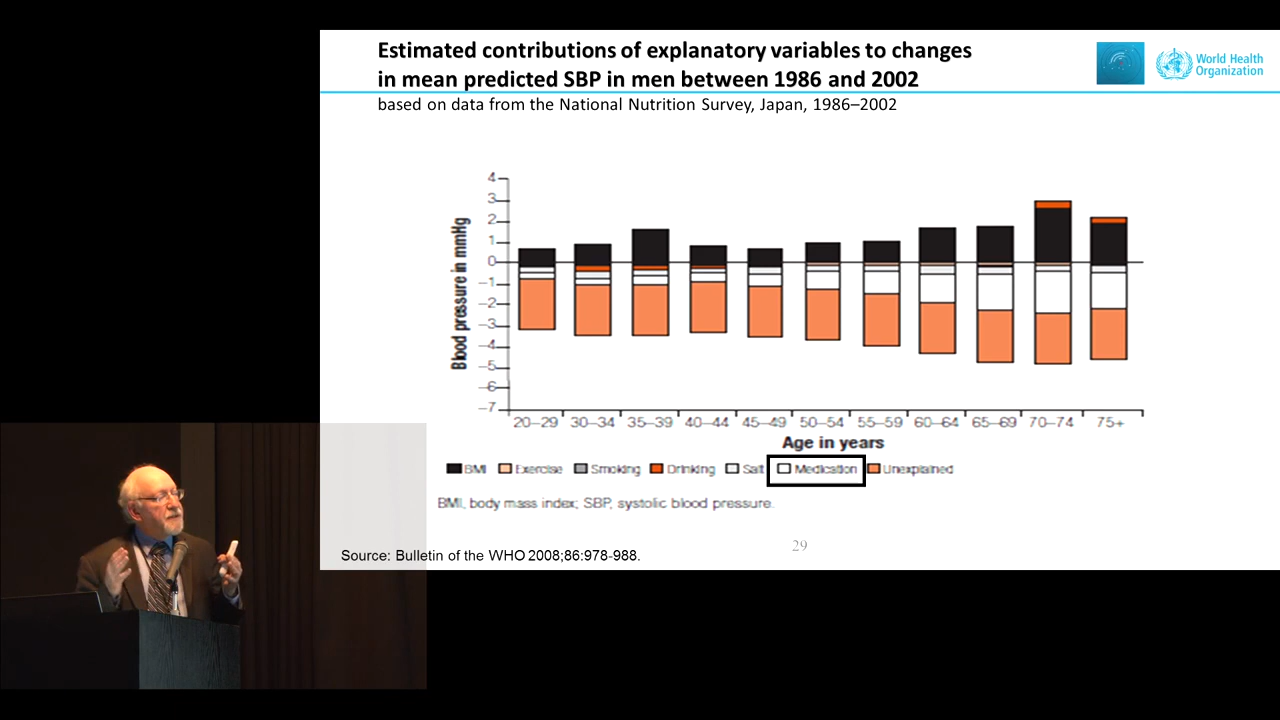 Estimated contributions of explanatory variables to changes
in mean predicted SBP in men between 1986 and 2002
based on data from the National Nutrition Survey, Japan, 1986–2002
World Health
Organization
Blood pressure in mmHg
4
3
2
1
0
–1
–2
–3
–4
–5
–6
–7
20–29 30–34 35–39 40–44 45–49 50–54 55–59 60–64 65–69 70–74 75+
Age in years
BMI Exercise Smoking Drinking Salt Medication Unexplained
BMI, body mass index; SBP, systolic blood pressure.
29
Source: Bulletin of the WHO 2008;86:978-988.